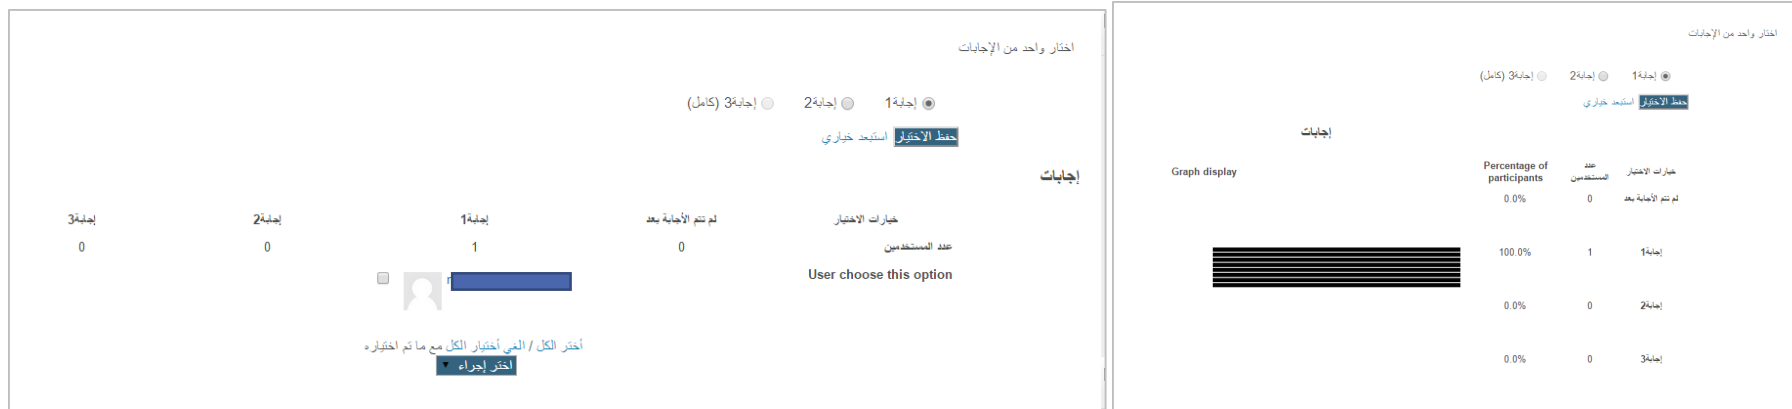 اختار واحد من الإجابات
إجابة1 إجابة2 إجابة3 (كامل)
حفظ الاختيار استبعد خياري
إجابات
خيارات الاختيار لم تتم الأجابة بعد إجابة1 إجابة2 إجابة3
عدد المستخدمين 0 1 0 0
User choose this option
أختر الكل / الغي أختيار الكل مع ما تم اختياره
اختر إجراء
اختار واحد من الإجابات
إجابة1 إجابة2 إجابة3 (كامل)
حفظ الاختيار استبعد خياري
إجابات
خيارات الاختيار عدد المستخدمين Percentage of participants Graph display
لم تتم الأجابة بعد 0 0.0%
إجابة1 1 100.0%
إجابة2 0 0.0%
إجابة3 0 0.0%